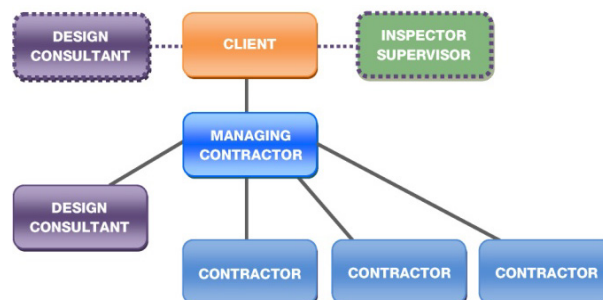 DESIGN
CONSULTANT
CLIENT
INSPECTOR
SUPERVISOR
MANAGING
CONTRACTOR
DESIGN
CONSULTANT
CONTRACTOR
CONTRACTOR
CONTRACTOR